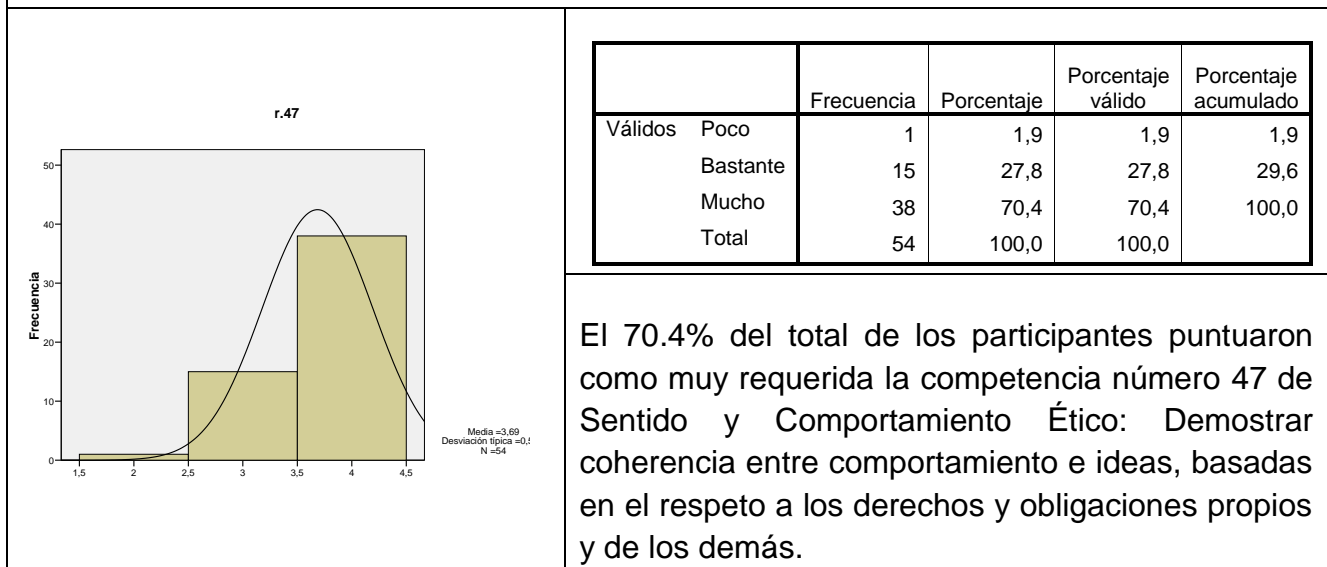 r.47
Frecuencia
50
40
30
20
10
0
1,5 2 2,5 3 3,5 4 4,5
Media =3,69
Desviación típica =0,5
N =54
Frecuencia Porcentaje Porcentaje válido Porcentaje acumulado
Válidos Poco 1 1,9 1,9 1,9
Bastante 15 27,8 27,8 29,6
Mucho 38 70,4 70,4 100,0
Total 54 100,0 100,0
El 70.4% del total de los participantes puntuaron
como muy requerida la competencia número 47 de
Sentido y Comportamiento Ético: Demostrar
coherencia entre comportamiento e ideas, basadas
en el respeto a los derechos y obligaciones propios
y de los demás.